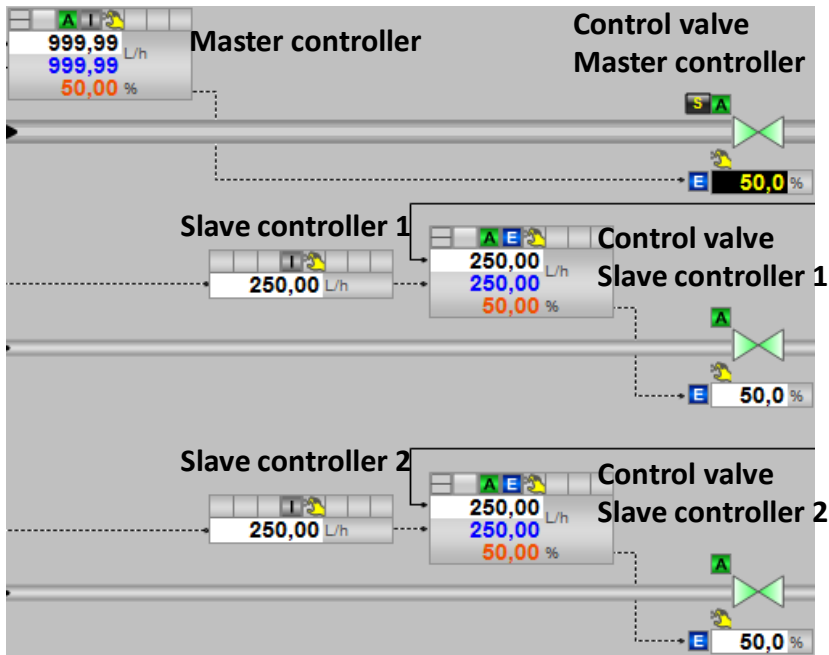 A I
999,99 L/h
999,99
50,00 %
Master controller
Control valve
Master controller
S A
E 50,0 %
Slave controller 1
I
250,00 L/h
A E
250,00 L/h
250,00
50,00 %
Control valve
Slave controller 1
A
E 50,0 %
Slave controller 2
I
250,00 L/h
A E
250,00 L/h
250,00
50,00 %
Control valve
Slave controller 2
A
E 50,0 %